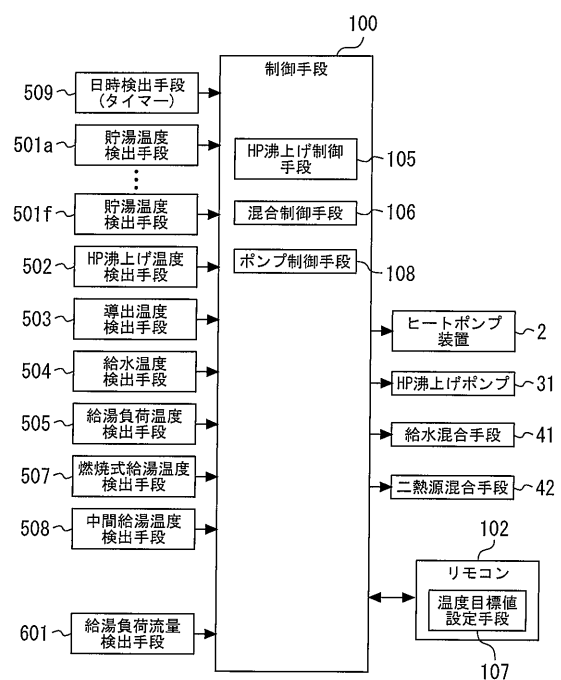 100
制御手段
509
日時検出手段
(タイマー)
501a
貯湯温度
検出手段
501f
貯湯温度
検出手段
502
HP沸上げ温度
検出手段
503
導出温度
検出手段
504
給水温度
検出手段
505
給湯負荷温度
検出手段
507
燃焼式給湯温度
検出手段
508
中間給湯温度
検出手段
601
給湯負荷流量
検出手段
HP沸上げ制御
手段
105
混合制御手段
106
ポンプ制御手段
108
ヒートポンプ
装置
2
HP沸上げポンプ
31
給水混合手段
41
二熱源混合手段
42
102
リモコン
温度目標値
設定手段
107